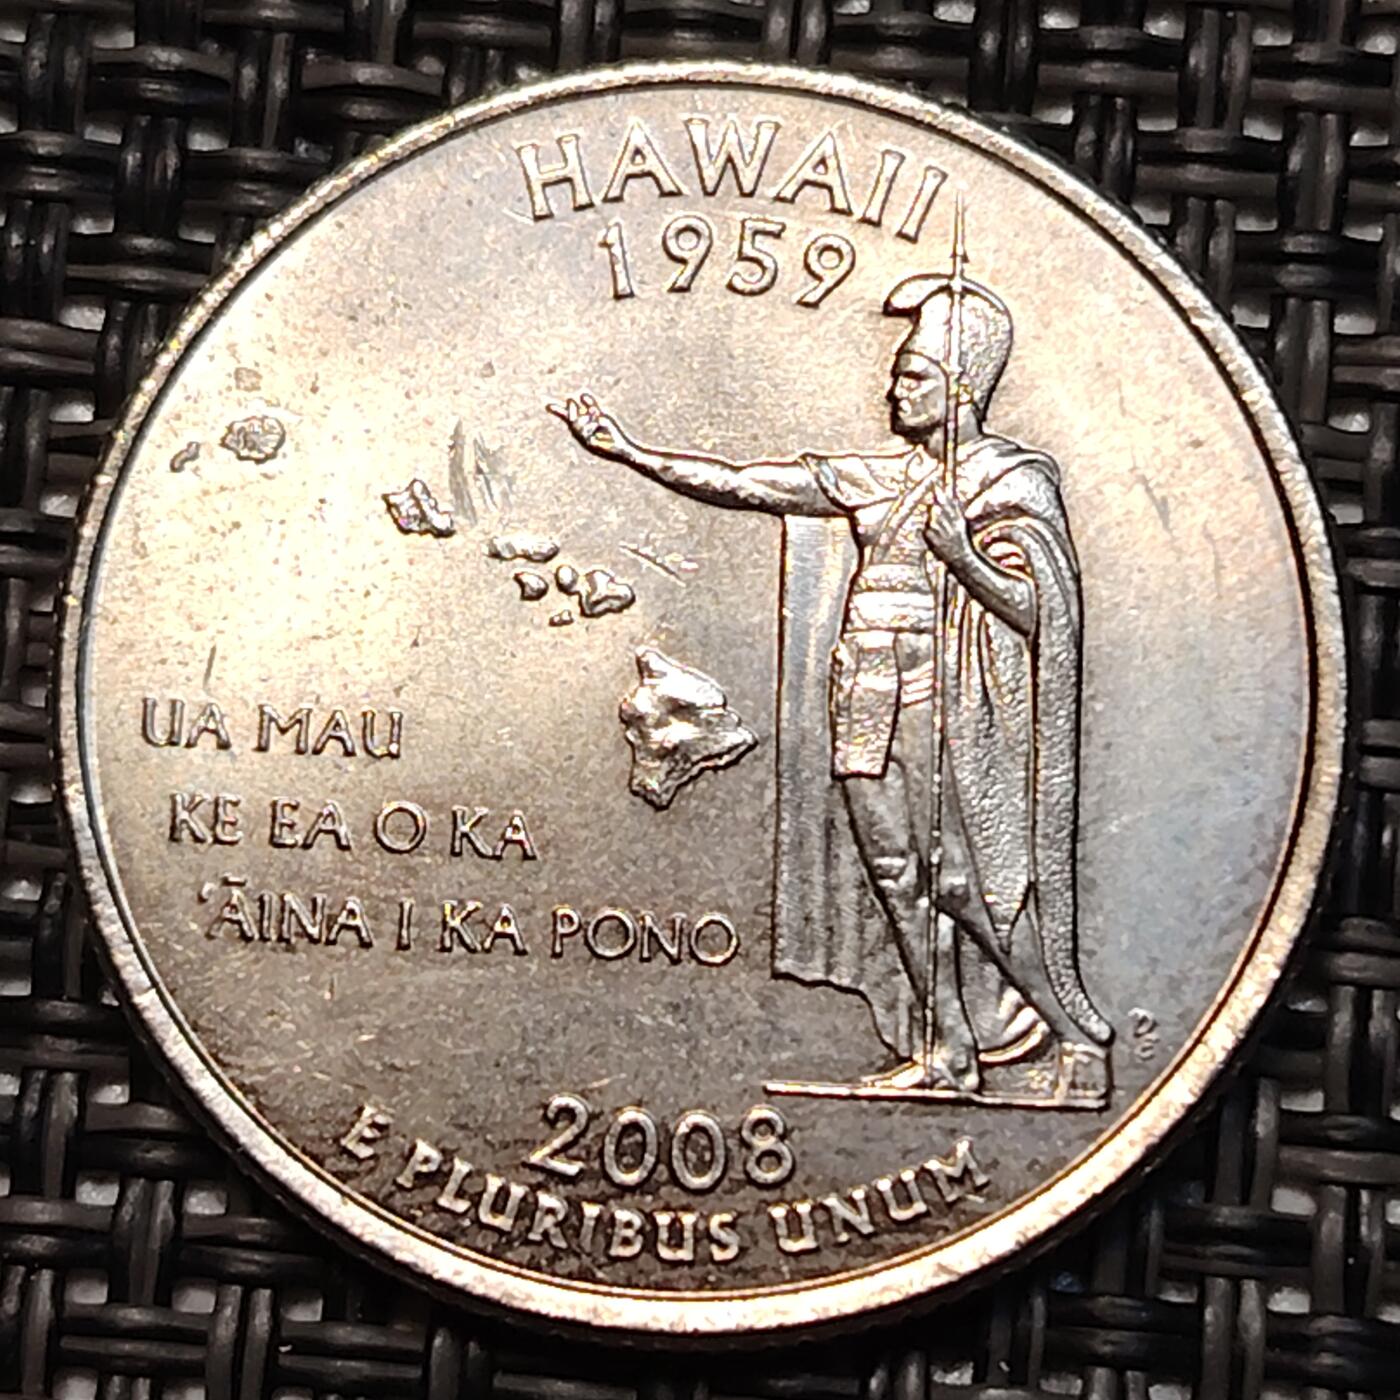 HAWAII
1959
UA MAU
KE EA O KA
ʻĀINA I KA PONO
2008
E PLURIBUS UNUM